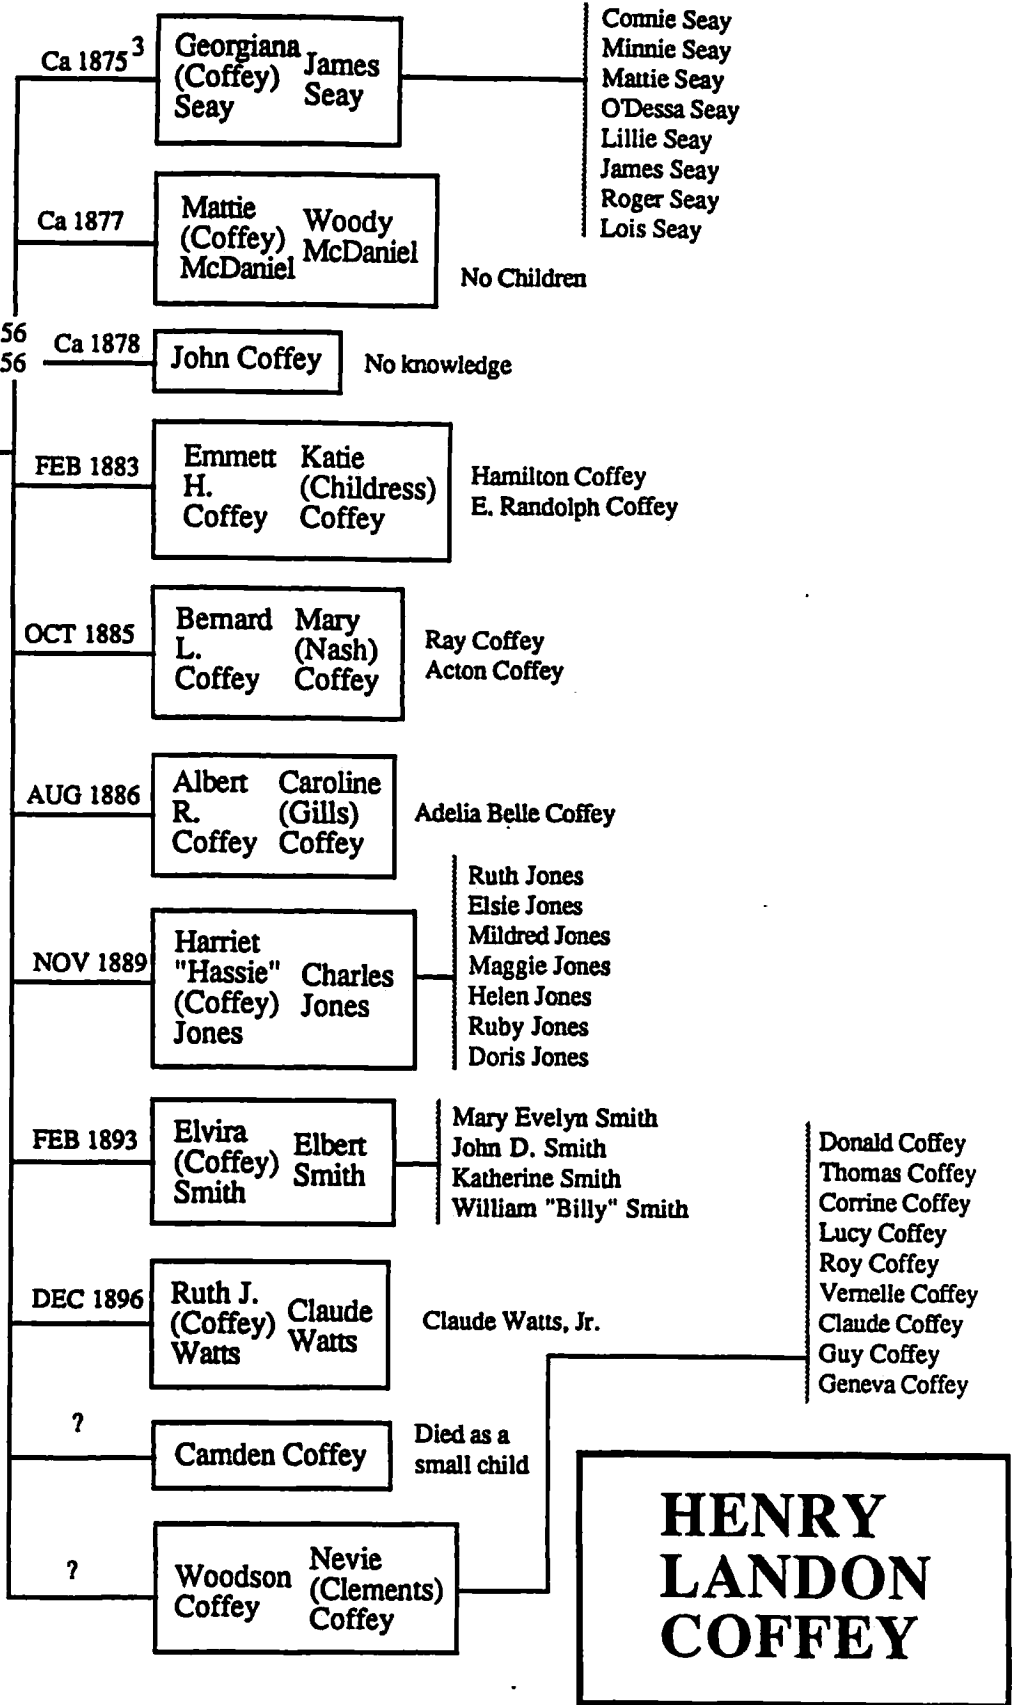 Ca 1875 3
Georgiana
(Coffey)
Seay
James
Seay
Connie Seay
Minnie Seay
Mattie Seay
O'Dessa Seay
Lillie Seay
James Seay
Roger Seay
Lois Seay
Ca 1877
Mattie
(Coffey)
McDaniel
Woody
McDaniel
No Children
56
56
Ca 1878
John Coffey
No knowledge
FEB 1883
Emmett
H.
Coffey
Katie
(Childress)
Coffey
Hamilton Coffey
E. Randolph Coffey
OCT 1885
Bernard
L.
Coffey
Mary
(Nash)
Coffey
Ray Coffey
Acton Coffey
AUG 1886
Albert
R.
Coffey
Caroline
(Gills)
Coffey
Adelia Belle Coffey
NOV 1889
Harriet
"Hassie"
(Coffey)
Jones
Charles
Jones
Ruth Jones
Elsie Jones
Mildred Jones
Maggie Jones
Helen Jones
Ruby Jones
Doris Jones
FEB 1893
Elvira
(Coffey)
Smith
Elbert
Smith
Mary Evelyn Smith
John D. Smith
Katherine Smith
William "Billy" Smith
DEC 1896
Ruth J.
(Coffey)
Watts
Claude
Watts
Claude Watts, Jr.
?
Camden Coffey
Died as a
small child
?
Woodson
Coffey
Nevie
(Clements)
Coffey
Donald Coffey
Thomas Coffey
Corrine Coffey
Lucy Coffey
Roy Coffey
Vernelle Coffey
Claude Coffey
Guy Coffey
Geneva Coffey
HENRY
LANDON
COFFEY